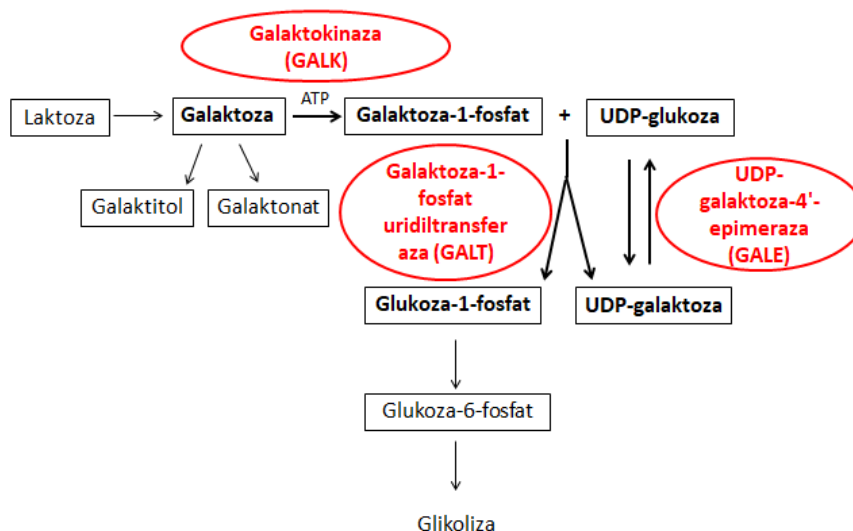 Galaktokinaza
(GALK)
Laktoza
Galaktoza
ATP
Galaktoza-1-fosfat
+
UDP-glukoza
Galaktitol
Galaktonat
Galaktoza-1-
fosfat
uridiltransfer
aza (GALT)
UDP-
galaktoza-4'-
epimeraza
(GALE)
Glukoza-1-fosfat
UDP-galaktoza
Glukoza-6-fosfat
Glikoliza